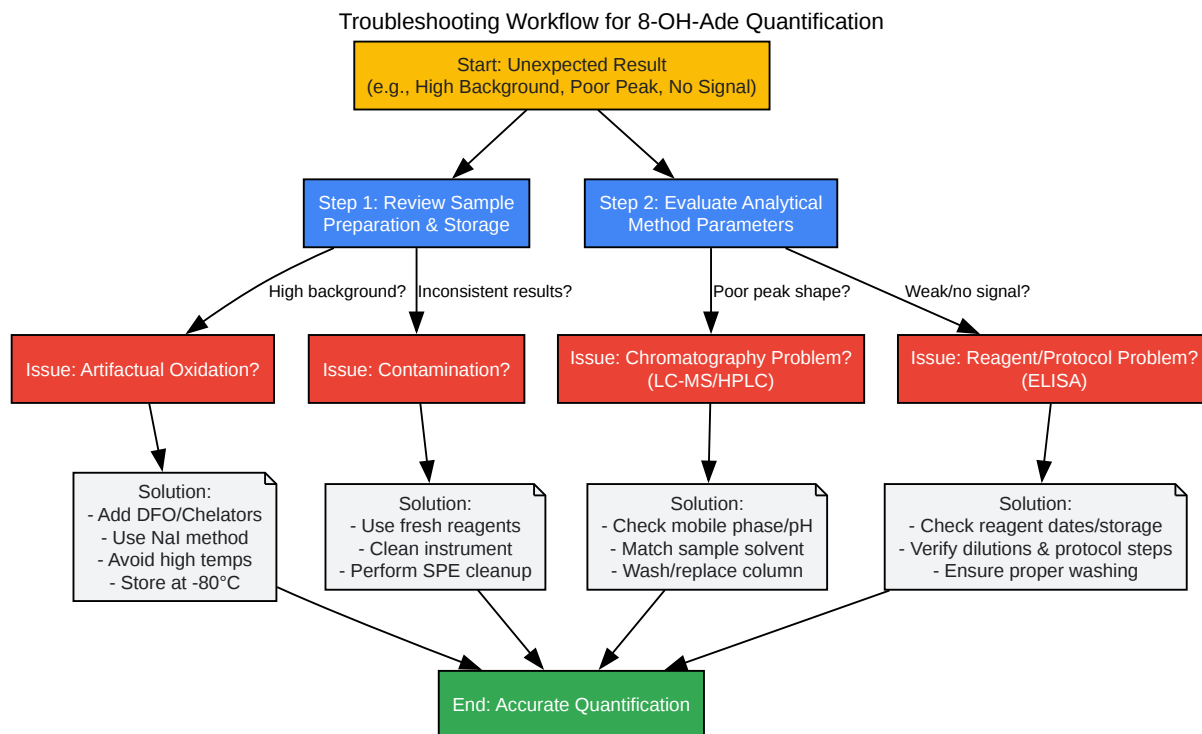 Troubleshooting Workflow for 8-OH-Ade Quantification
Start: Unexpected Result
(e.g., High Background, Poor Peak, No Signal)
Step 1: Review Sample
Preparation & Storage
Step 2: Evaluate Analytical
Method Parameters
High background?
Inconsistent results?
Poor peak shape?
Weak/no signal?
Issue: Artifactual Oxidation?
Issue: Contamination?
Issue: Chromatography Problem?
(LC-MS/HPLC)
Issue: Reagent/Protocol Problem?
(ELISA)
Solution:
- Add DFO/Chelators
- Use NaI method
- Avoid high temps
- Store at -80°C
Solution:
- Use fresh reagents
- Clean instrument
- Perform SPE cleanup
Solution:
- Check mobile phase/pH
- Match sample solvent
- Wash/replace column
Solution:
- Check reagent dates/storage
- Verify dilutions & protocol steps
- Ensure proper washing
End: Accurate Quantification